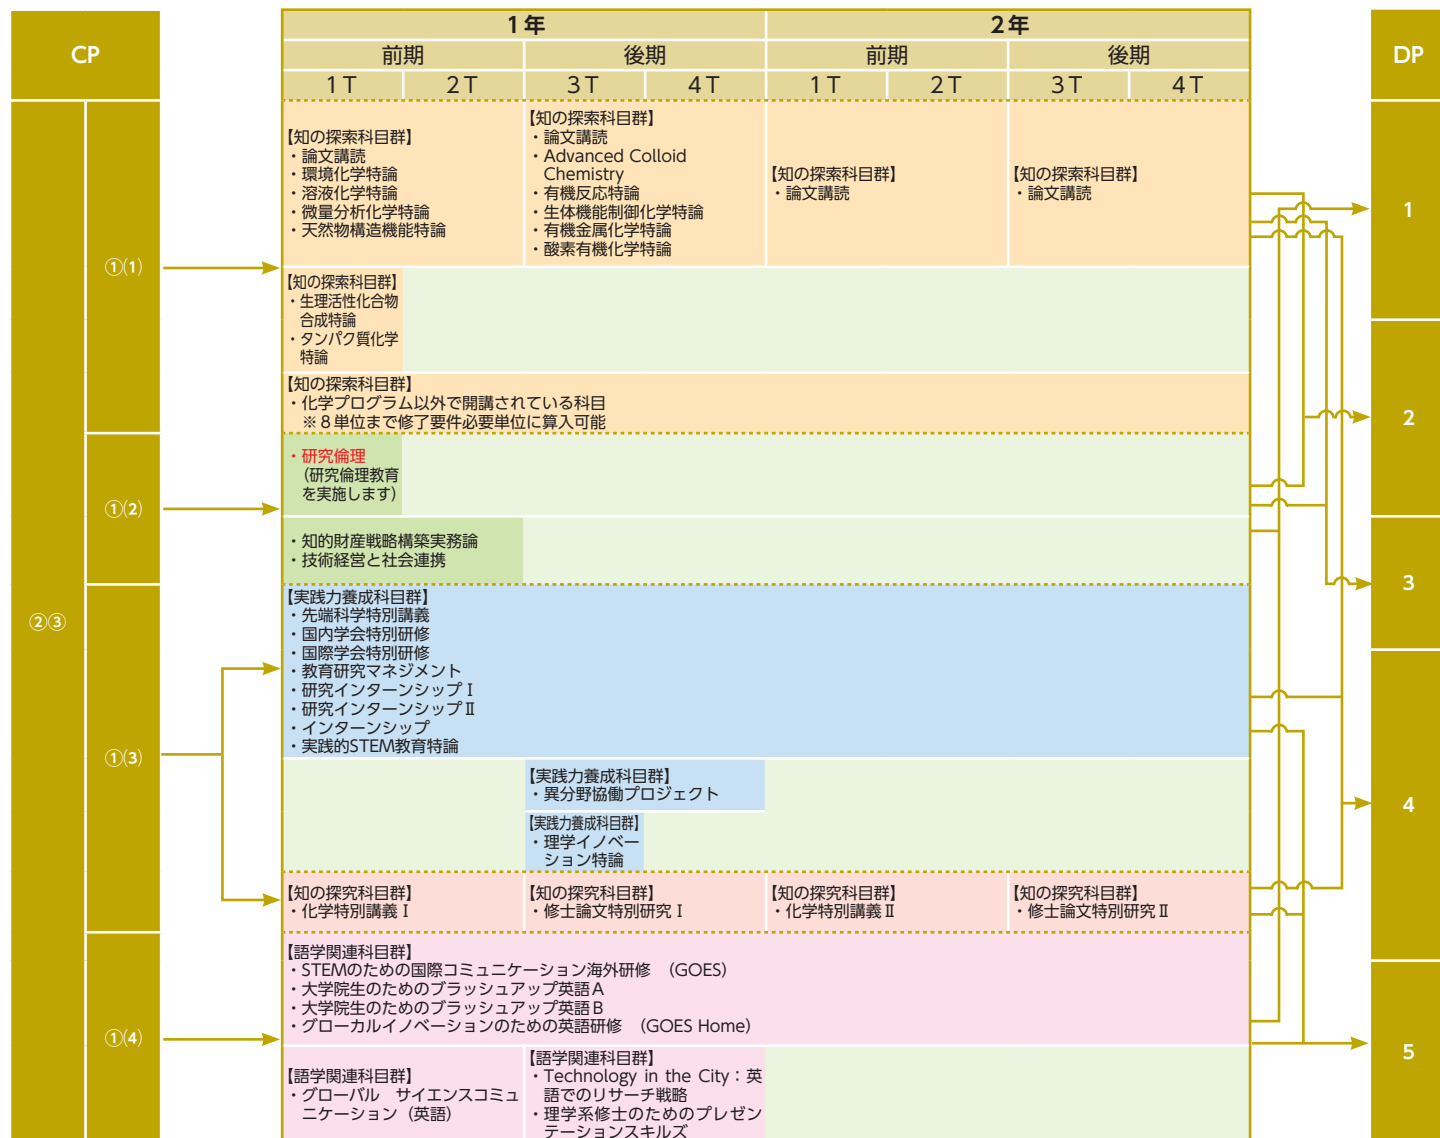 CP
1年
2年
DP
前期
後期
前期
後期
1T
2T
3T
4T
1T
2T
3T
4T
②③
①(1)
【知の探索科目群】
・論文講読
・環境化学特論
・溶液化学特論
・微量分析化学特論
・天然物構造機能特論
【知の探索科目群】
・論文講読
・Advanced Colloid
Chemistry
・有機反応特論
・生体機能制御化学特論
・有機金属化学特論
・酸素有機化学特論
【知の探索科目群】
・論文講読
【知の探索科目群】
・論文講読
【知の探索科目群】
・生理活性化合物
合成特論
・タンパク質化学
特論
【知の探索科目群】
・化学プログラム以外で開講されている科目
※８単位まで修了要件必要単位に算入可能
①(2)
・研究倫理
（研究倫理教育
を実施します）
・知的財産戦略構築実務論
・技術経営と社会連携
①(3)
【実践力養成科目群】
・先端科学特別講義
・国内学会特別研修
・国際学会特別研修
・教育研究マネジメント
・研究インターンシップⅠ
・研究インターンシップⅡ
・インターンシップ
・実践的STEM教育特論
【実践力養成科目群】
・異分野協働プロジェクト
【実践力養成科目群】
・理学イノベー
ション特論
【知の探究科目群】
・化学特別講義Ⅰ
【知の探究科目群】
・修士論文特別研究Ⅰ
【知の探究科目群】
・化学特別講義Ⅱ
【知の探究科目群】
・修士論文特別研究Ⅱ
①(4)
【語学関連科目群】
・STEMのための国際コミュニケーション海外研修　(GOES)
・大学院生のためのブラッシュアップ英語A
・大学院生のためのブラッシュアップ英語B
・グローカルイノベーションのための英語研修　(GOES Home)
【語学関連科目群】
・グローバル　サイエンスコミュ
ニケーション（英語）
【語学関連科目群】
・Technology in the City：英
語でのリサーチ戦略
・理学系修士のためのプレゼン
テーションスキルズ
1
2
3
4
5